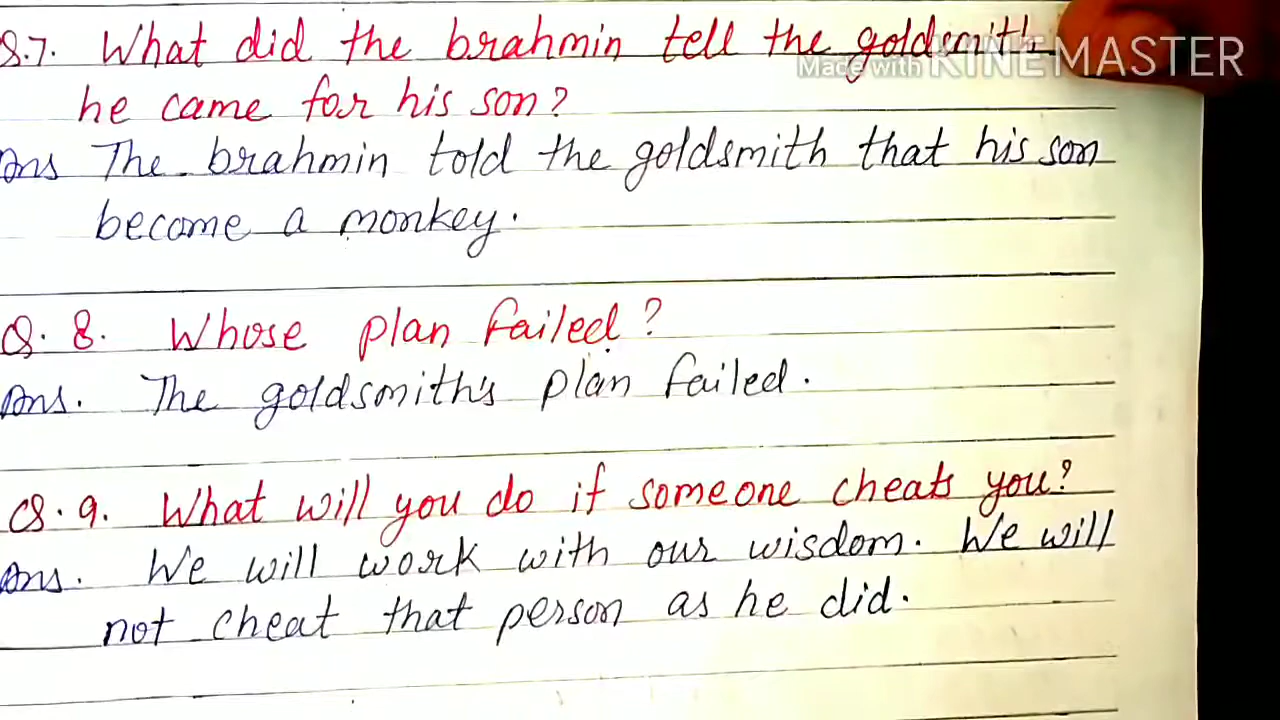 Q.7. What did the brahmin tell the goldsmith
Made with KINEMASTER
he came for his son?
Ans The brahmin told the goldsmith that his son
become a monkey.
Q. 8. Whose plan failed?
Ans. The goldsmith's plan failed.
Q. 9. What will you do if someone cheats you?
Ans. We will work with our wisdom. We will
not cheat that person as he did.